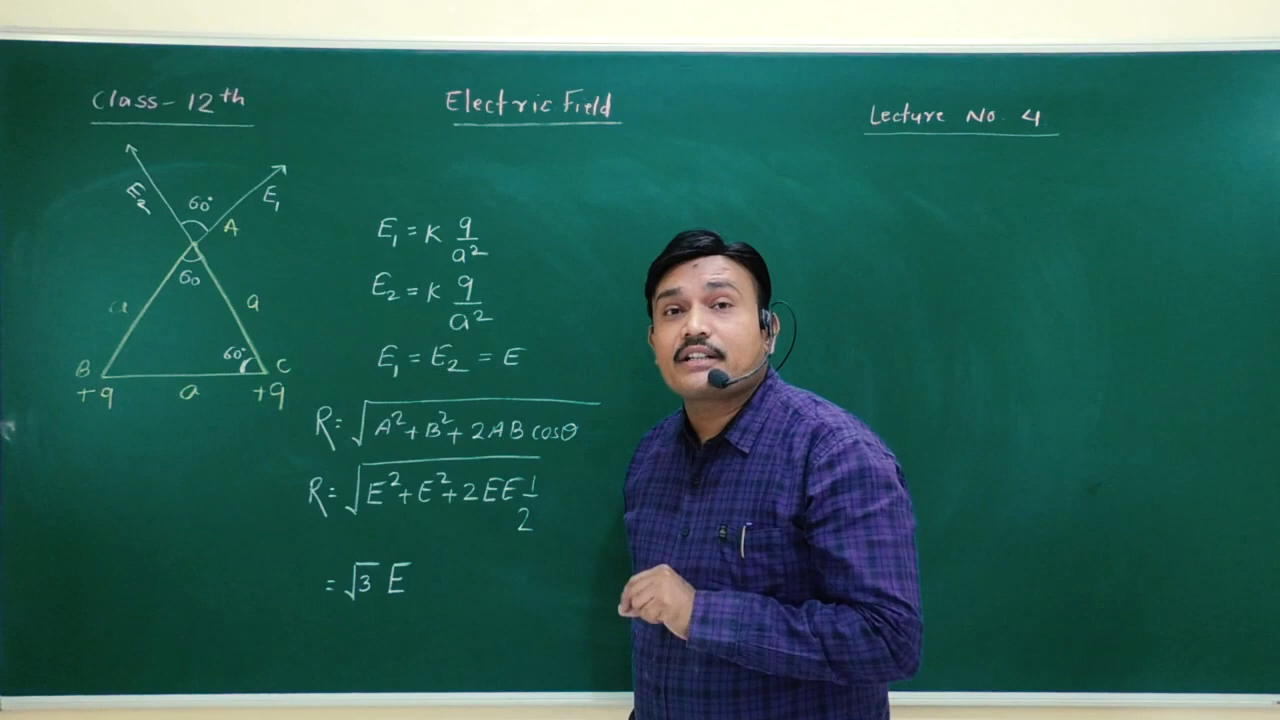 Class-12th
Electric Field
Lecture No. 4
E₂
60°
E₁
A
60
a
a
60°
B
C
+q
a
+q
E₁ = K q/a²
E₂ = K q/a²
E₁ = E₂ = E
R = √(A²+B²+2AB cosθ)
R = √(E²+E²+2EE 1/2)
= √3 E